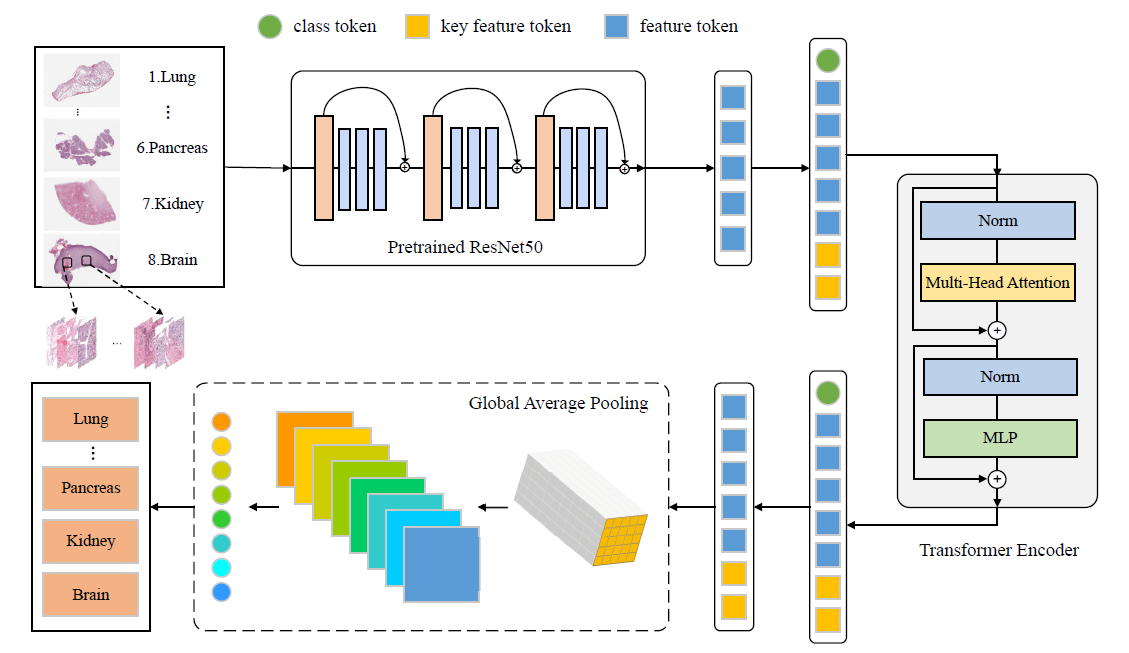 class token
key feature token
feature token
1.Lung
6.Pancreas
7.Kidney
8.Brain
Pretrained ResNet50
Norm
Multi-Head Attention
Norm
MLP
Transformer Encoder
Global Average Pooling
Lung
Pancreas
Kidney
Brain